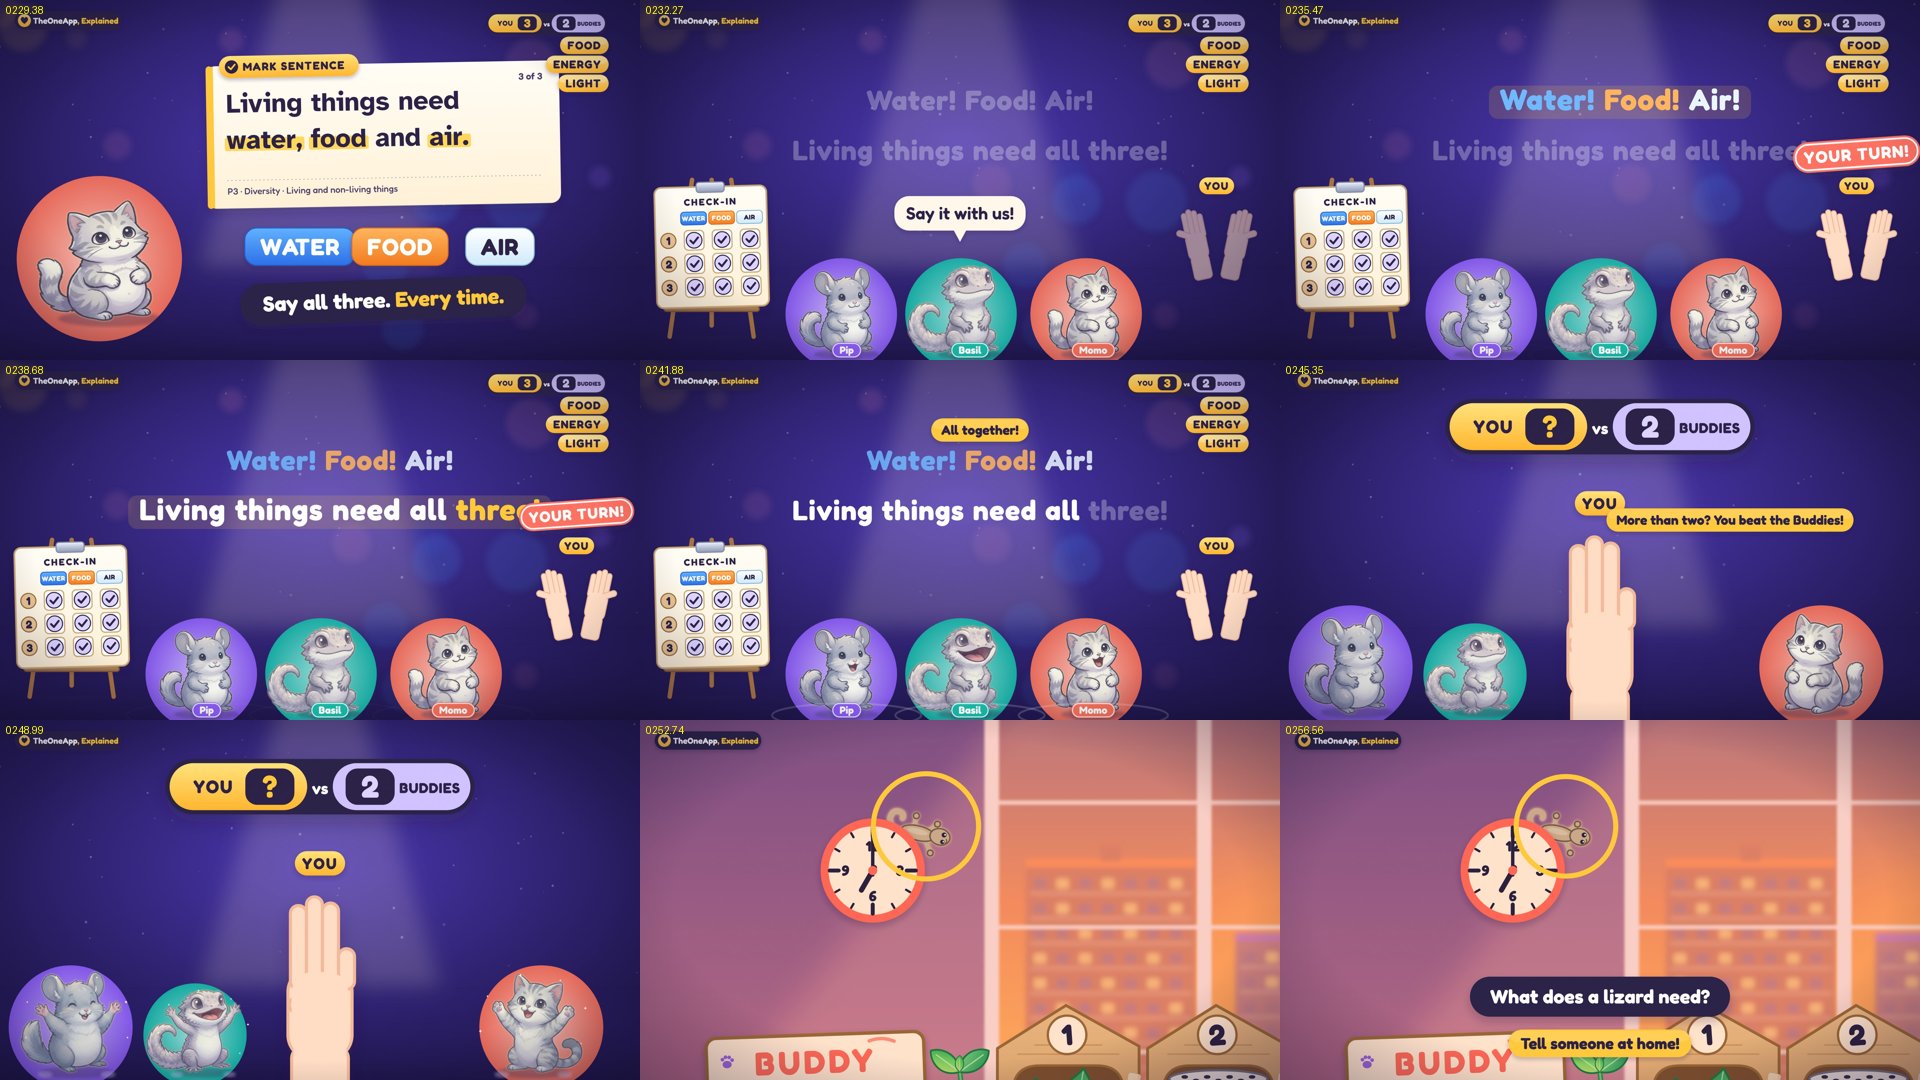 0229.38
TheOneApp, Explained
YOU 3 vs 2 BUDDIES
FOOD
ENERGY
LIGHT
MARK SENTENCE
3 of 3
Living things need
water, food and air.
P3 · Diversity · Living and non-living things
WATER FOOD AIR
Say all three. Every time.
0232.27
TheOneApp, Explained
YOU 3 vs 2 BUDDIES
FOOD
ENERGY
LIGHT
Water! Food! Air!
Living things need all three!
YOU
CHECK-IN
WATER FOOD AIR
1
2
3
Say it with us!
Pip
Basil
Momo
0235.47
TheOneApp, Explained
YOU 3 vs 2 BUDDIES
FOOD
ENERGY
LIGHT
Water! Food! Air!
Living things need all three
YOUR TURN!
YOU
CHECK-IN
WATER FOOD AIR
1
2
3
Pip
Basil
Momo
0238.68
TheOneApp, Explained
YOU 3 vs 2 BUDDIES
FOOD
ENERGY
LIGHT
Water! Food! Air!
Living things need all three!
YOUR TURN!
YOU
CHECK-IN
WATER FOOD AIR
1
2
3
Pip
Basil
Momo
0241.88
TheOneApp, Explained
YOU 3 vs 2 BUDDIES
FOOD
ENERGY
LIGHT
All together!
Water! Food! Air!
Living things need all three!
YOU
CHECK-IN
WATER FOOD AIR
1
2
3
Pip
Basil
Momo
0245.35
TheOneApp, Explained
YOU ? vs 2 BUDDIES
YOU
More than two? You beat the Buddies!
0248.99
TheOneApp, Explained
YOU ? vs 2 BUDDIES
YOU
0252.74
TheOneApp, Explained
9
6
BUDDY
1
2
0256.56
TheOneApp, Explained
12
9
6
What does a lizard need?
Tell someone at home!
BUDDY
1
2